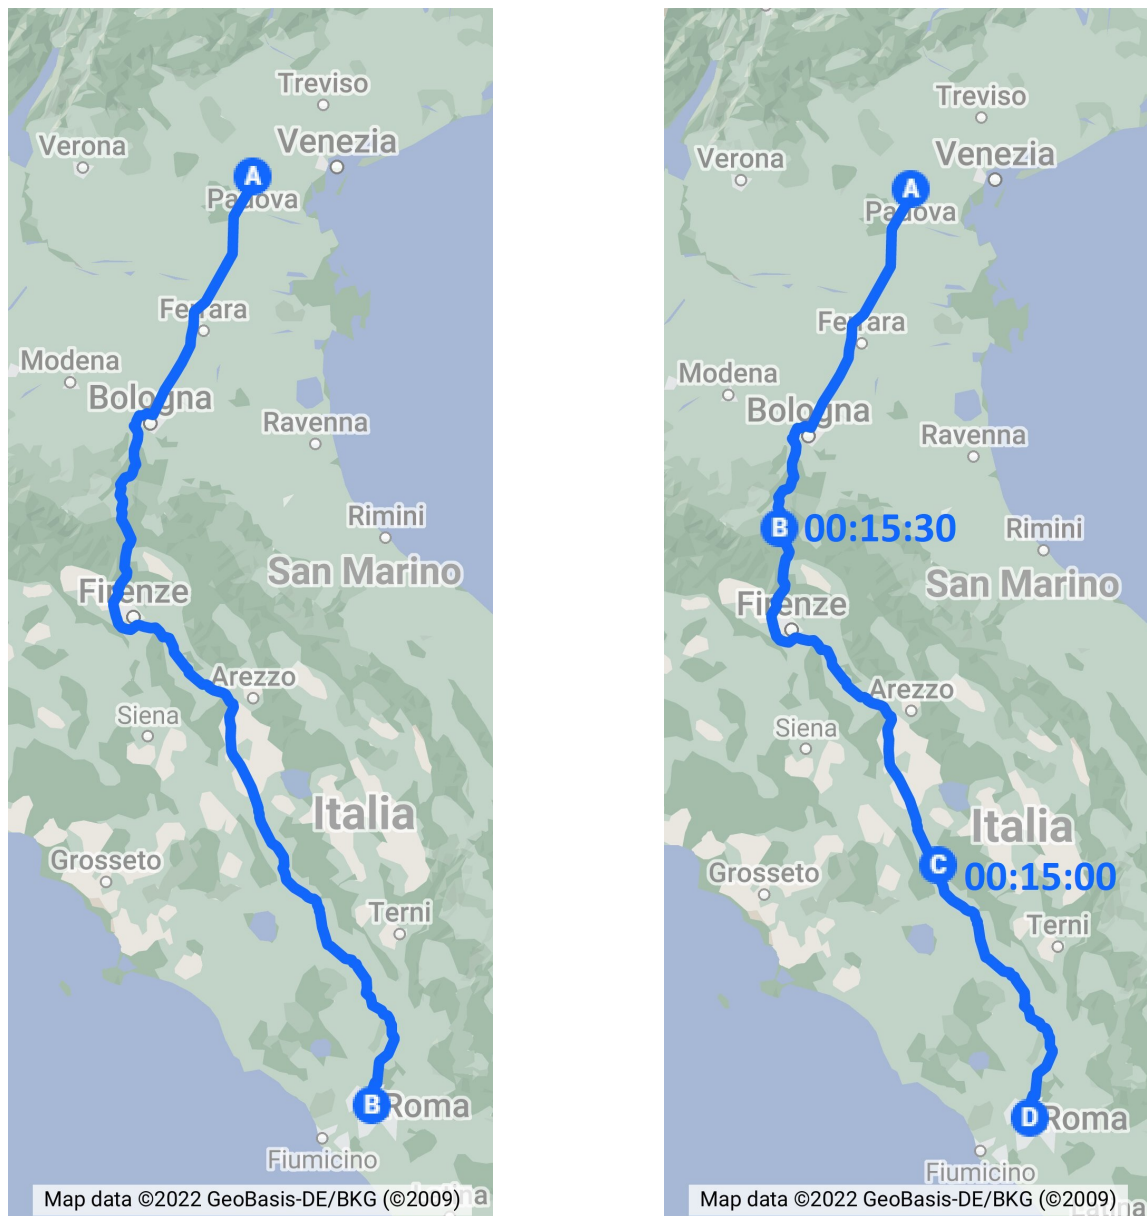 Treviso
Venezia
Verona
A
Padova
Ferrara
Modena
Bologna
Ravenna
Rimini
San Marino
Firenze
Arezzo
Siena
Italia
Grosseto
Terni
B Roma
Fiumicino
Map data ©2022 GeoBasis-DE/BKG (©2009)
Treviso
Venezia
Verona
A
Padova
Ferrara
Modena
Bologna
Ravenna
B 00:15:30
Rimini
San Marino
Firenze
Arezzo
Siena
Italia
C 00:15:00
Grosseto
Terni
D Roma
Fiumicino
Map data ©2022 GeoBasis-DE/BKG (©2009)